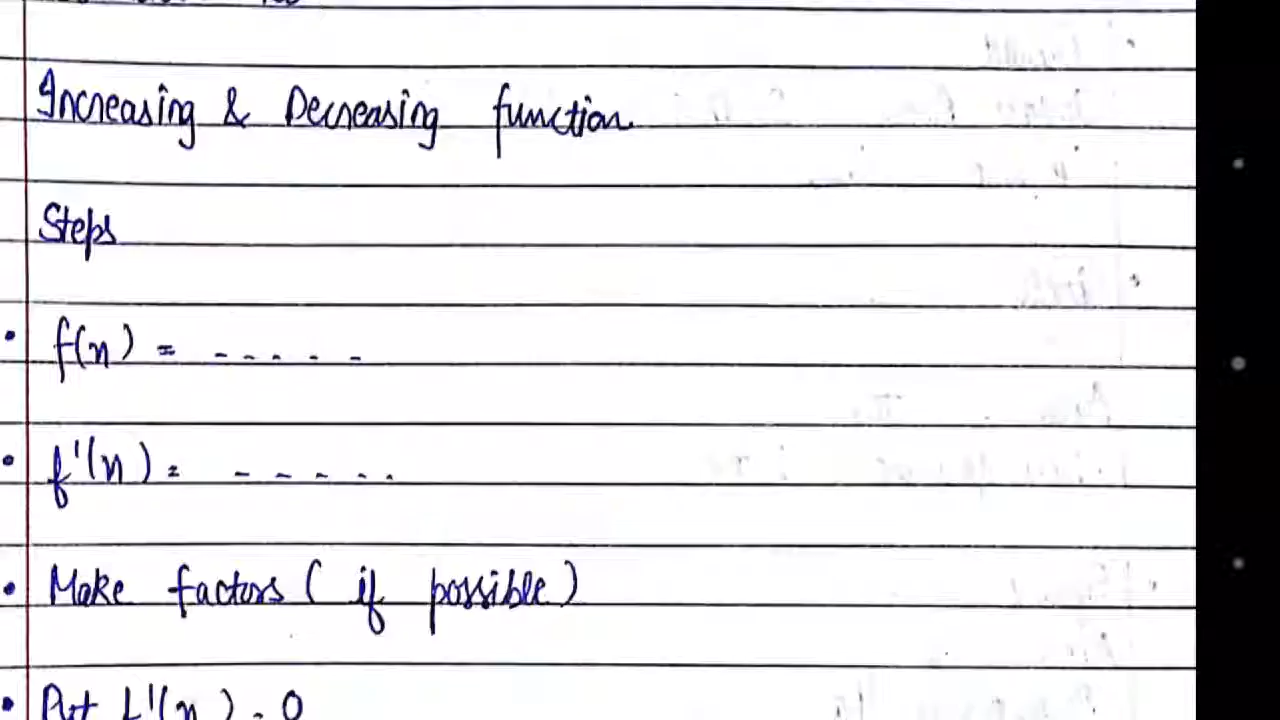 Increasing & Decreasing function
Steps
• f(n) = - - - - -
• f'(n) = - - - - -
• Make factors ( if possible )
• Put f'(n) = 0